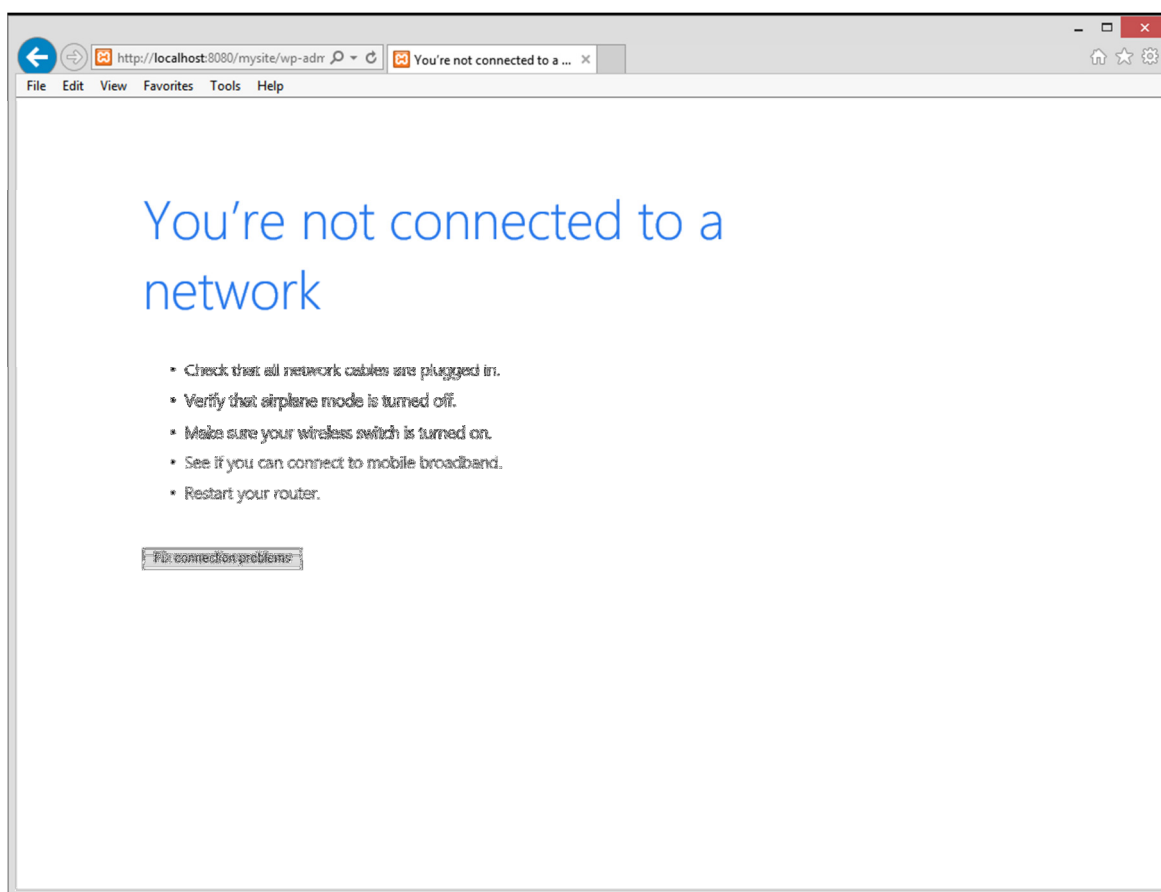 http://localhost:8080/mysite/wp-adm
You're not connected to a ...
File Edit View Favorites Tools Help
You're not connected to a
network
• Check that all network cables are plugged in.
• Verify that airplane mode is turned off.
• Make sure your wireless switch is turned on.
• See if you can connect to mobile broadband.
• Restart your router.
Fix connection problems